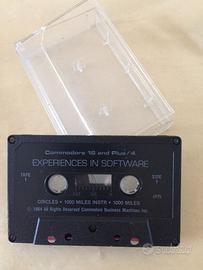 Commodore 16 and Plus/4
EXPERIENCES IN SOFTWARE
TAPE
1
SIDE
1
CIRCLES • 1000 MILES INSTR • 1000 MILES
© 1984 All Rights Reserved Commodore Business Machines, Inc.